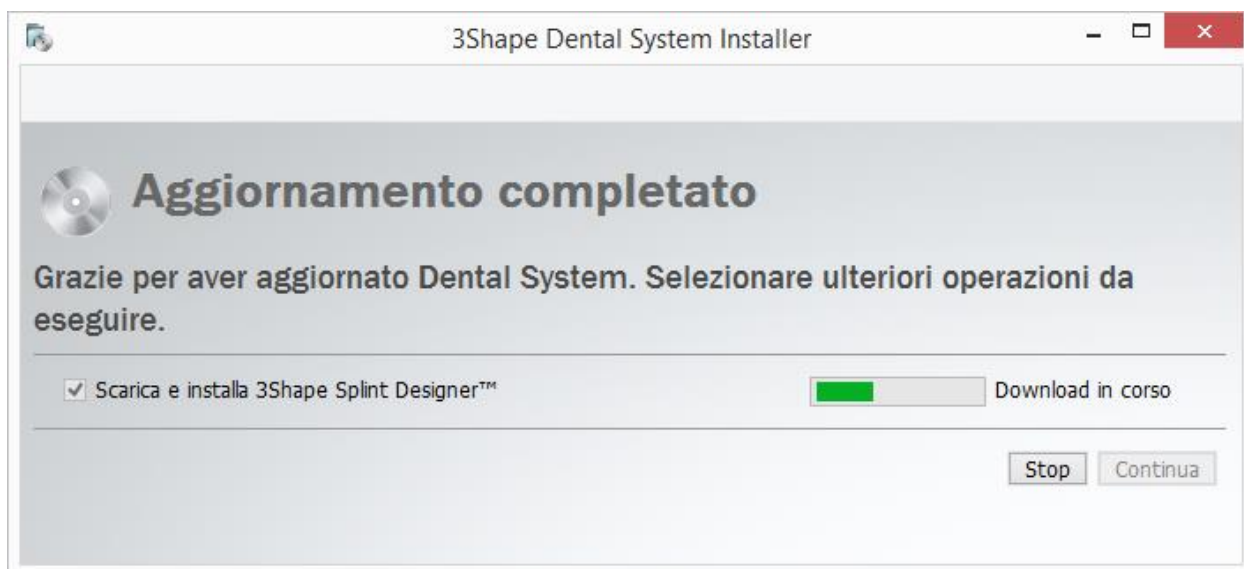 3Shape Dental System Installer
Aggiornamento completato
Grazie per aver aggiornato Dental System. Selezionare ulteriori operazioni da
eseguire.
Scarica e installa 3Shape Splint Designer™ Download in corso
Stop Continua